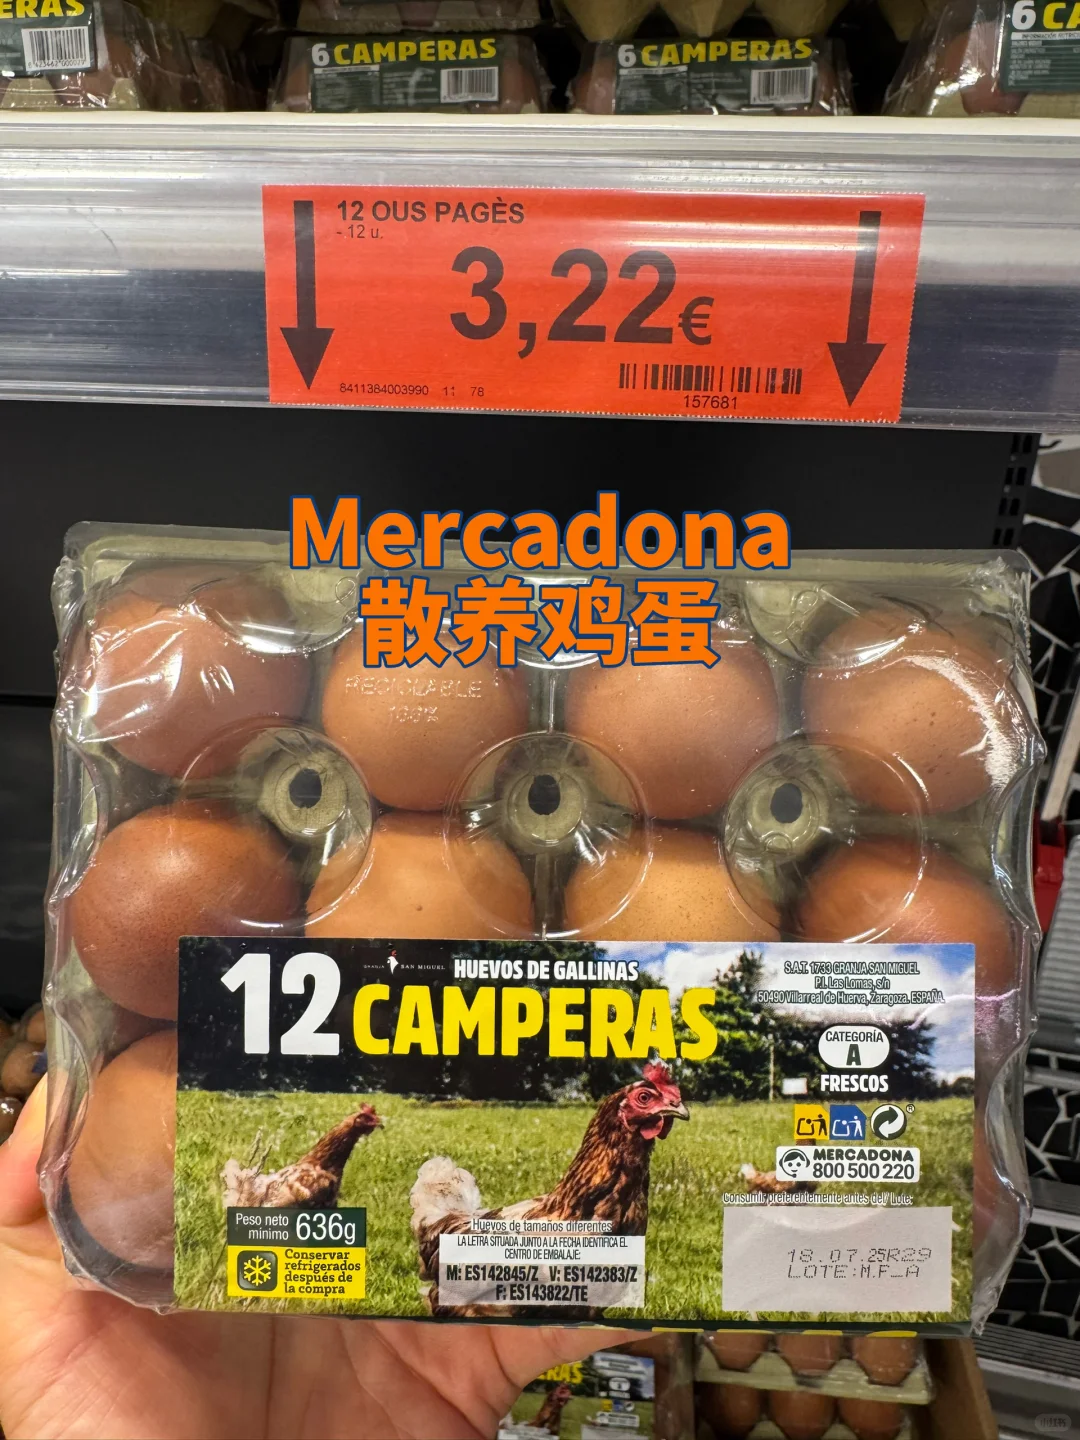 ERAS
6 CAMPERAS
6 CAMPERAS
6 C
12 OUS PAGÈS
- 12 u.
3,22€
8411384003990 11 78
157681
Mercadona
散养鸡蛋
RECICLABLE
100%
12
GRANJA SAN MIGUEL
HUEVOS DE GALLINAS
CAMPERAS
S.A.T. 1733 GRANJA SAN MIGUEL
P.I. Las Lomas, s/n
50490 Villarreal de Huerva, Zaragoza. ESPAÑA
CATEGORÍA
A
FRESCOS
MERCADONA
800 500 220
Consumir preferentemente antes del/ Lote:
18.07.25R29
LOTE:M.F_A
Peso neto
mínimo 636g
Conservar
refrigerados
después de
la compra
Huevos de tamaños diferentes
LA LETRA SITUADA JUNTO A LA FECHA IDENTIFICA EL
CENTRO DE EMBALAJE:
M: ES142845/Z V: ES142383/Z
F: ES143822/TE